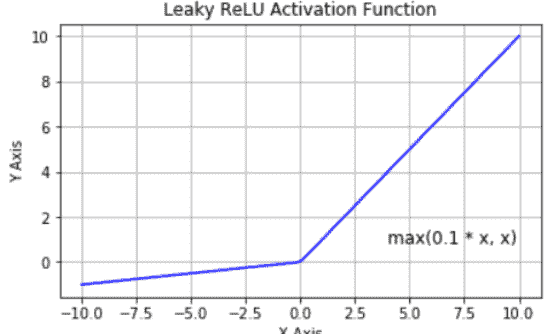 Leaky ReLU Activation Function
10
8
6
4
2
0
Y Axis
max(0.1 * x, x)
−10.0 −7.5 −5.0 −2.5 0.0 2.5 5.0 7.5 10.0
X Axis